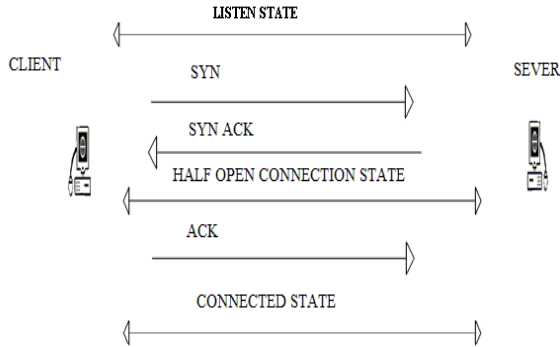 LISTEN STATE
CLIENT
SEVER
SYN
SYN ACK
HALF OPEN CONNECTION STATE
ACK
CONNECTED STATE